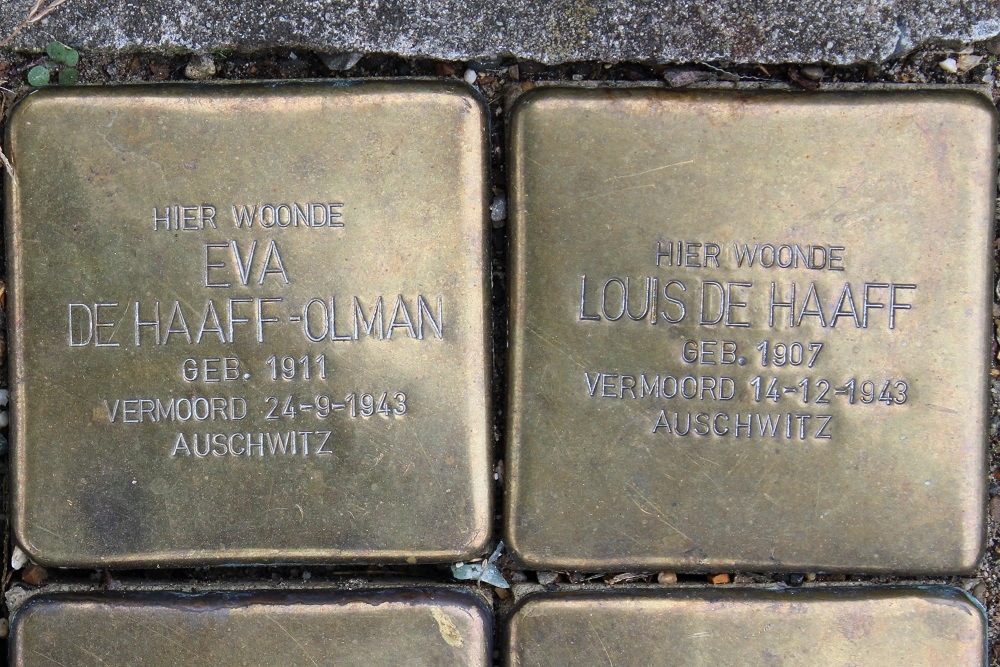 HIER WOONDE
EVA
DE HAAFF-OLMAN
GEB. 1911
VERMOORD 24-9-1943
AUSCHWITZ
HIER WOONDE
LOUIS DE HAAFF
GEB. 1907
VERMOORD 14-12-1943
AUSCHWITZ